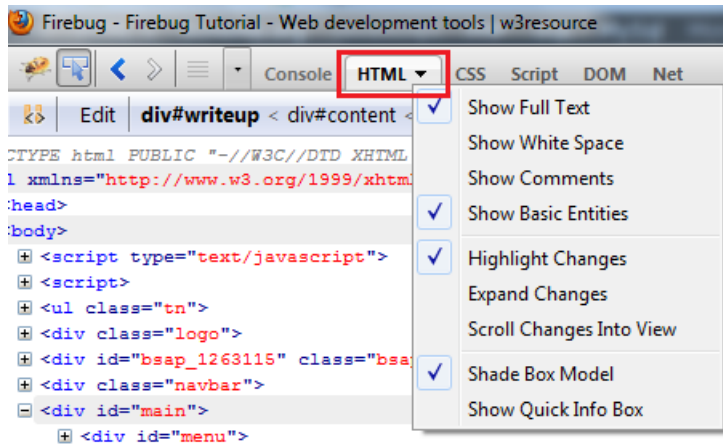 Firebug - Firebug Tutorial - Web development tools | w3resource
Console HTML CSS Script DOM Net
Edit div#writeup < div#content <
CTYPE html PUBLIC "-//W3C//DTD XHTML
l xmlns="http://www.w3.org/1999/xhtml
head>
body>
<script type="text/javascript">
<script>
<ul class="tn">
<div class="logo">
<div id="bsap_1263115" class="bsa
<div class="navbar">
<div id="main">
<div id="menu">
Show Full Text
Show White Space
Show Comments
Show Basic Entities
Highlight Changes
Expand Changes
Scroll Changes Into View
Shade Box Model
Show Quick Info Box